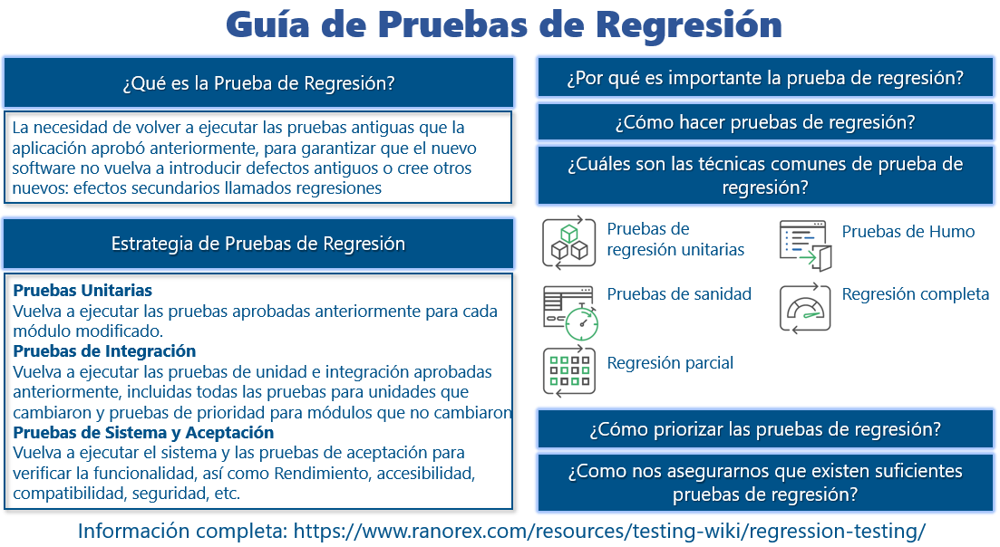 Guía de Pruebas de Regresión
¿Qué es la Prueba de Regresión?
La necesidad de volver a ejecutar las pruebas antiguas que la
aplicación aprobó anteriormente, para garantizar que el nuevo
software no vuelva a introducir defectos antiguos o cree otros
nuevos: efectos secundarios llamados regresiones
Estrategia de Pruebas de Regresión
Pruebas Unitarias
Vuelva a ejecutar las pruebas aprobadas anteriormente para cada
módulo modificado.
Pruebas de Integración
Vuelva a ejecutar las pruebas de unidad e integración aprobadas
anteriormente, incluidas todas las pruebas para unidades que
cambiaron y pruebas de prioridad para módulos que no cambiaron
Pruebas de Sistema y Aceptación
Vuelva a ejecutar el sistema y las pruebas de aceptación para
verificar la funcionalidad, así como Rendimiento, accesibilidad,
compatibilidad, seguridad, etc.
¿Por qué es importante la prueba de regresión?
¿Cómo hacer pruebas de regresión?
¿Cuáles son las técnicas comunes de prueba de
regresión?
Pruebas de
regresión unitarias
Pruebas de Humo
Pruebas de sanidad
Regresión completa
Regresión parcial
¿Cómo priorizar las pruebas de regresión?
¿Como nos asegurarnos que existen suficientes
pruebas de regresión?
Información completa: https://www.ranorex.com/resources/testing-wiki/regression-testing/